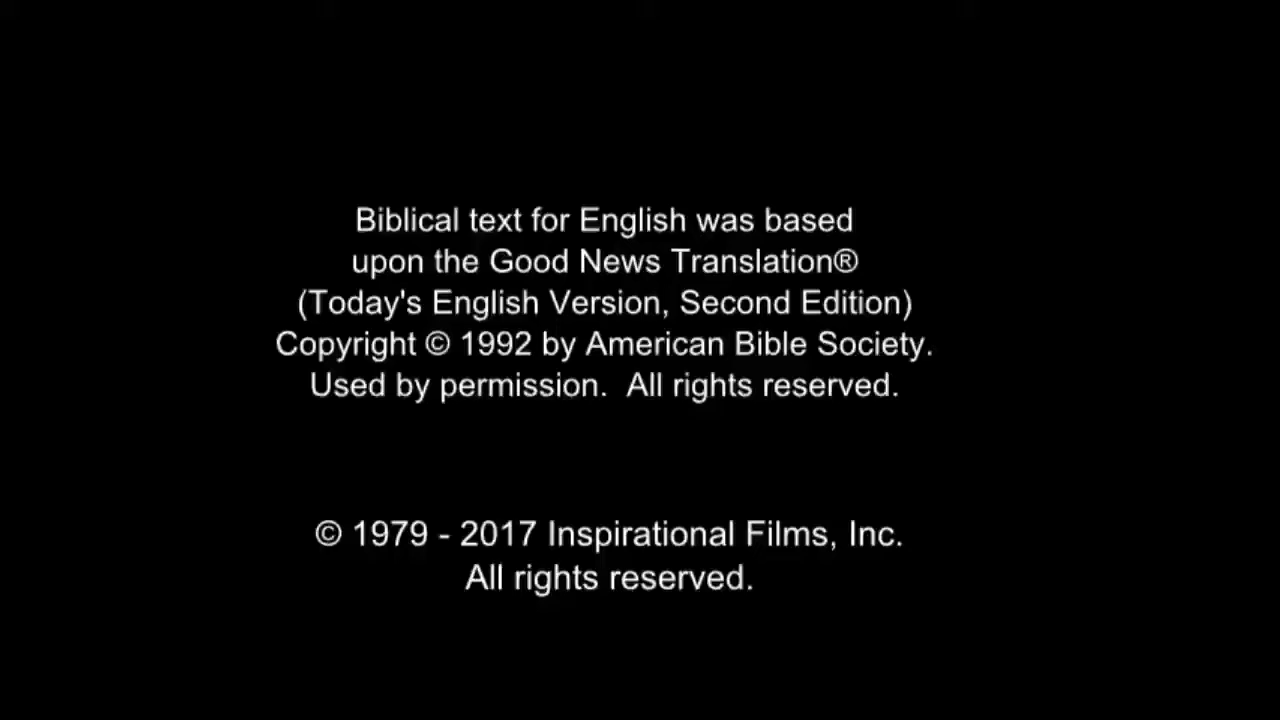 Biblical text for English was based
upon the Good News Translation®
(Today's English Version, Second Edition)
Copyright © 1992 by American Bible Society.
Used by permission.  All rights reserved.
© 1979 - 2017 Inspirational Films, Inc.
All rights reserved.